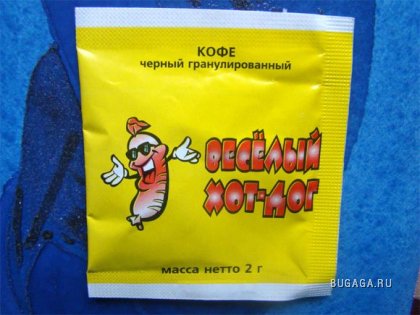 КОФЕ
черный гранулированный
ВЕСЁЛЫЙ
ХОТ-ДОГ
масса нетто 2 г
BUGAGA.RU